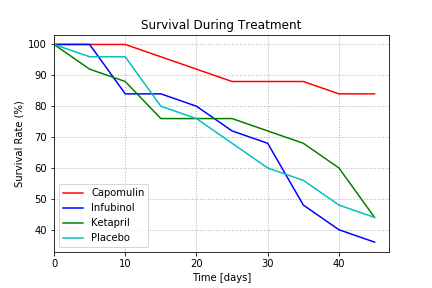 Survival During Treatment
100
90
80
70
60
50
40
Survival Rate (%)
Capomulin
Infubinol
Ketapril
Placebo
0 10 20 30 40
Time [days]